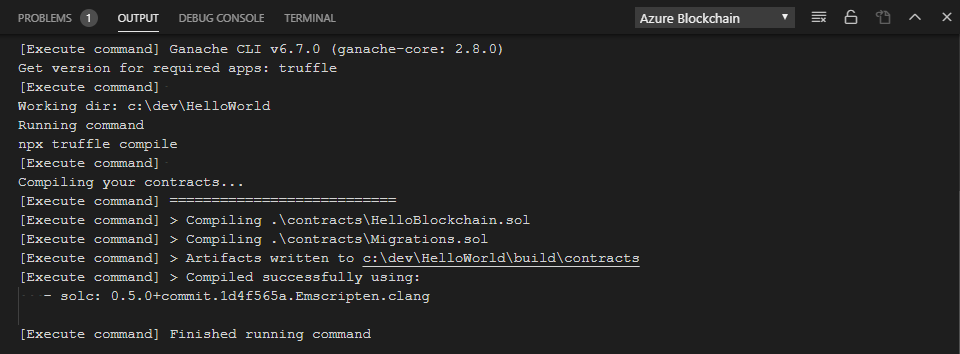 PROBLEMS 1 OUTPUT DEBUG CONSOLE TERMINAL Azure Blockchain
[Execute command] Ganache CLI v6.7.0 (ganache-core: 2.8.0)
Get version for required apps: truffle
[Execute command]
Working dir: c:\dev\HelloWorld
Running command
npx truffle compile
[Execute command]
Compiling your contracts...
[Execute command] ===========================
[Execute command] > Compiling .\contracts\HelloBlockchain.sol
[Execute command] > Compiling .\contracts\Migrations.sol
[Execute command] > Artifacts written to c:\dev\HelloWorld\build\contracts
[Execute command] > Compiled successfully using:
- solc: 0.5.0+commit.1d4f565a.Emscripten.clang
[Execute command] Finished running command